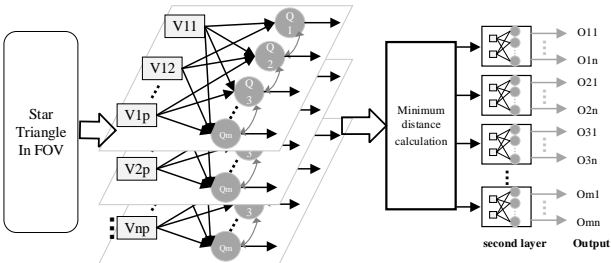 Star
Triangle
In FOV
V11
V12
V1p
V2p
Vnp
Q
1
Q
2
Q
3
Qm
3
Qm
3
Qm
Minimum
distance
calculation
O11
O1n
O21
O2n
O31
O3n
Om1
Omn
second layer
Output